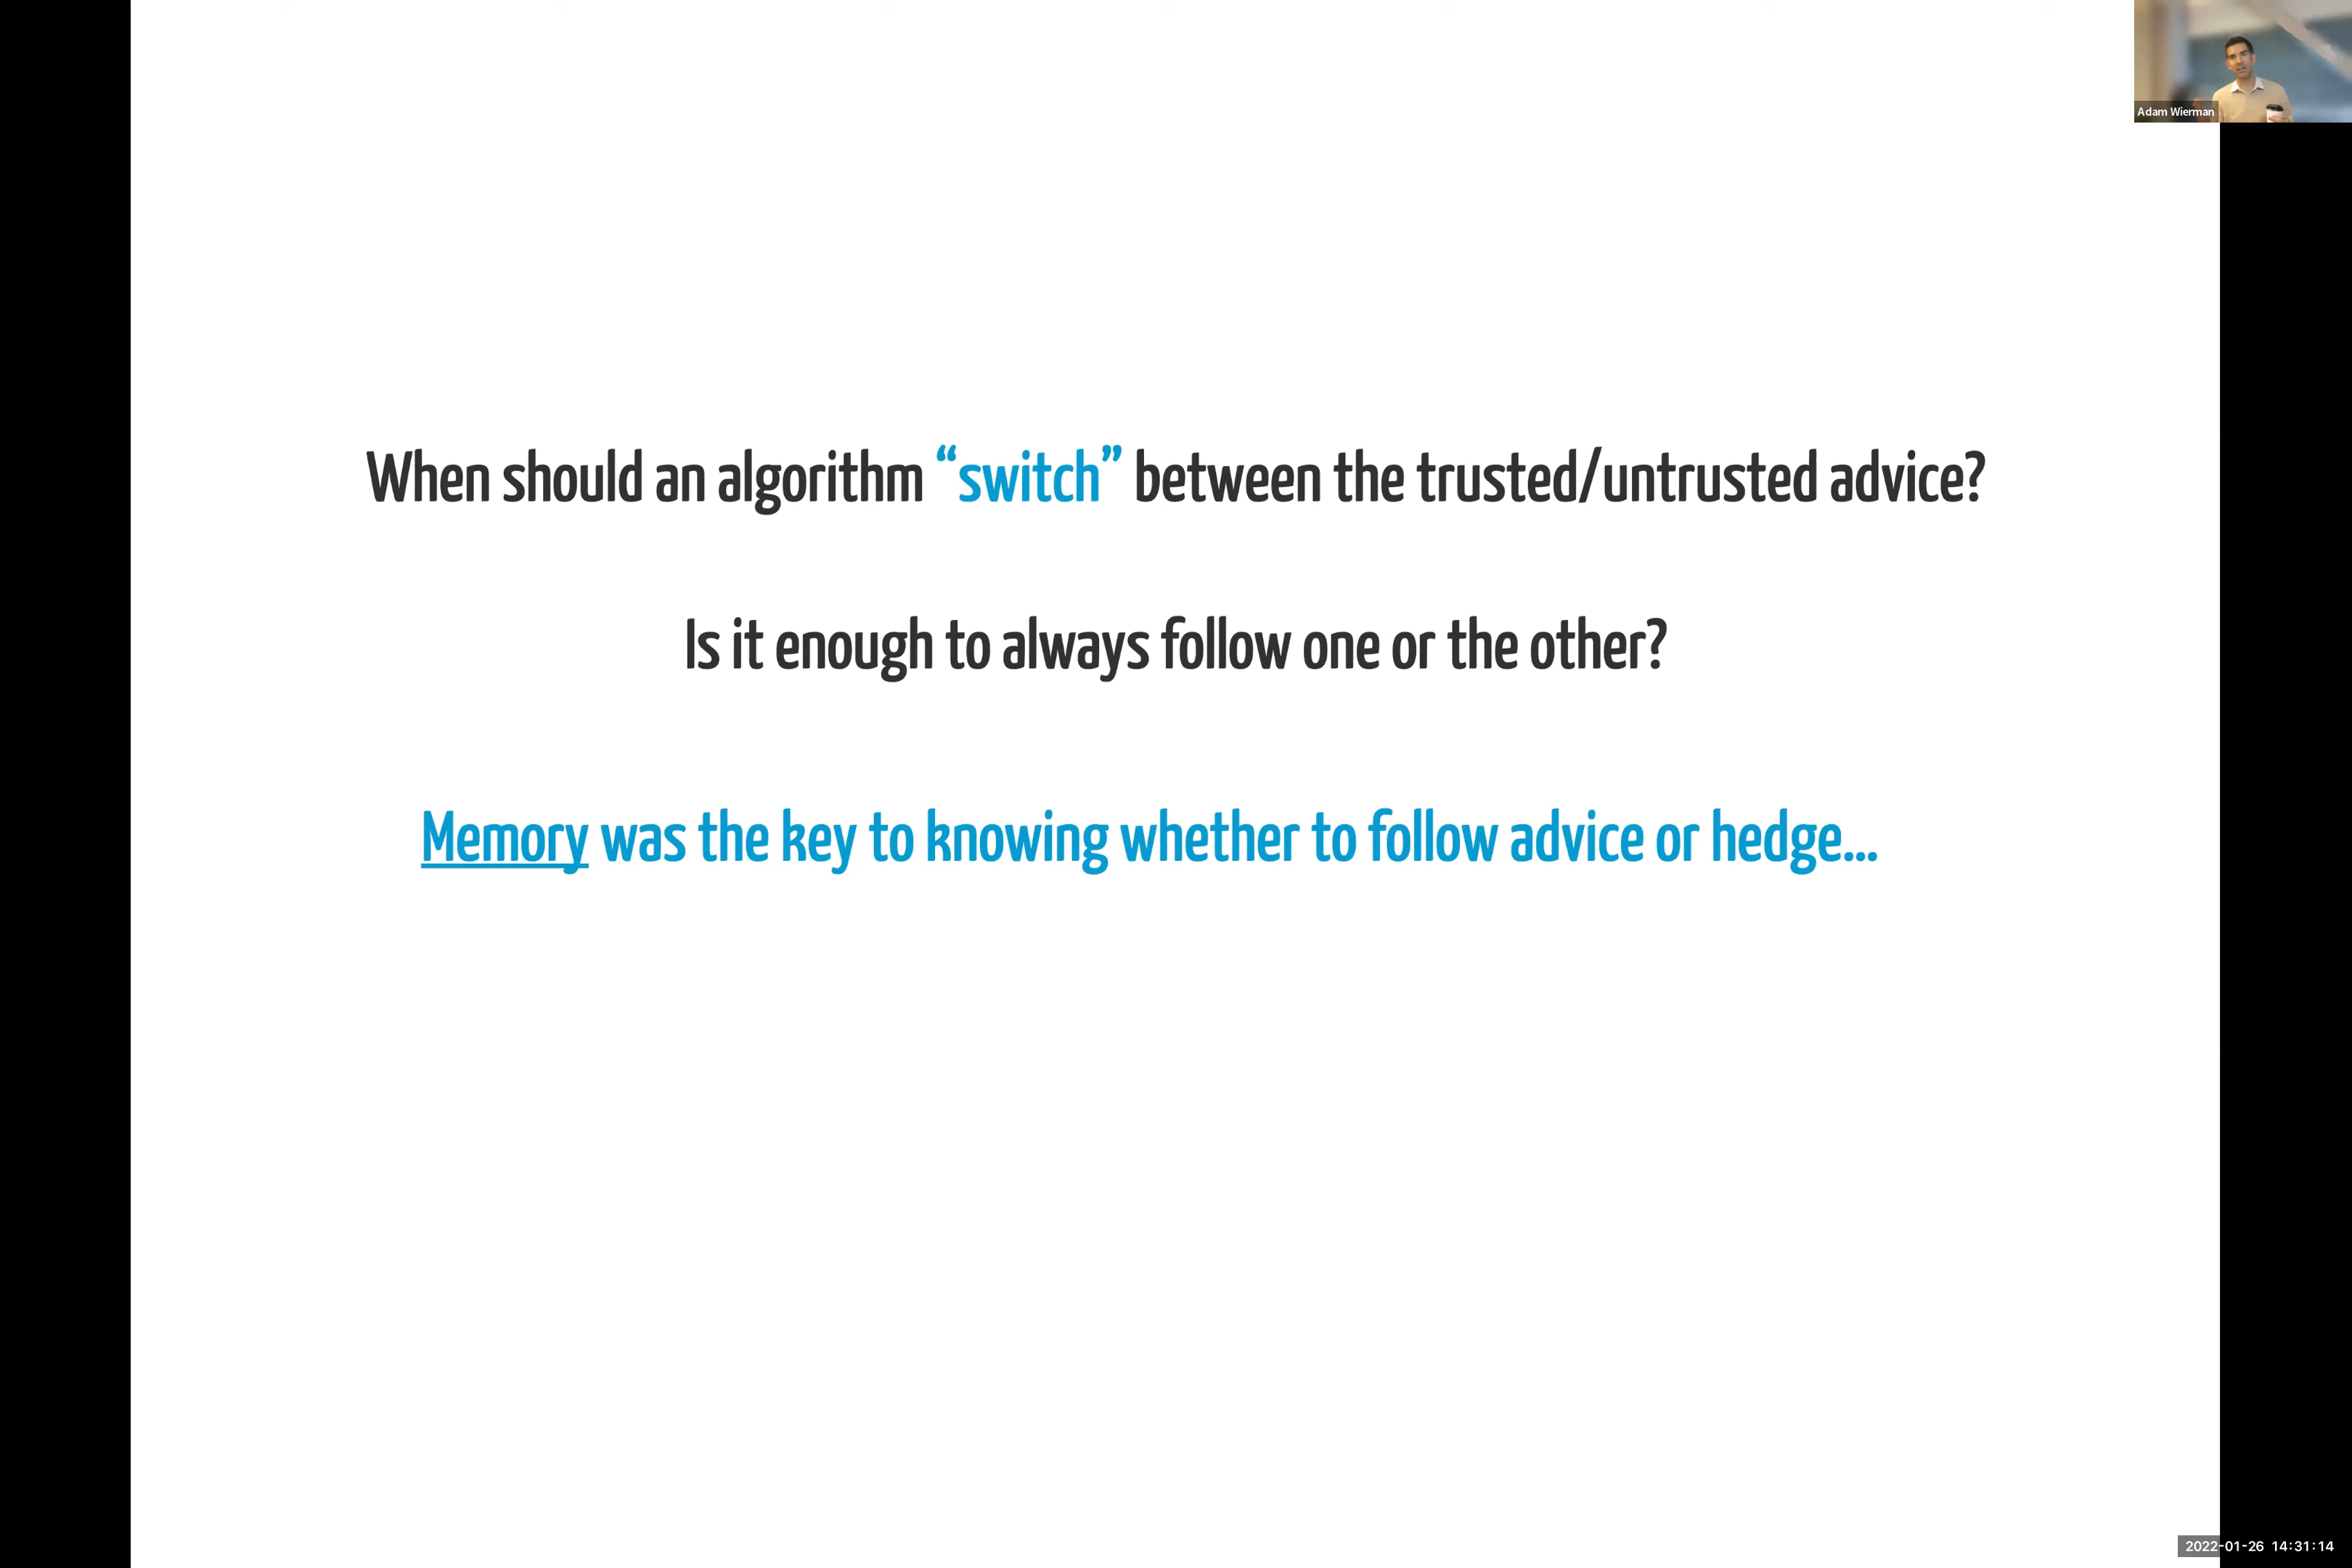 Adam Wierman
When should an algorithm “switch” between the trusted/untrusted advice?
Is it enough to always follow one or the other?
Memory was the key to knowing whether to follow advice or hedge...
2022-01-26 14:31:14